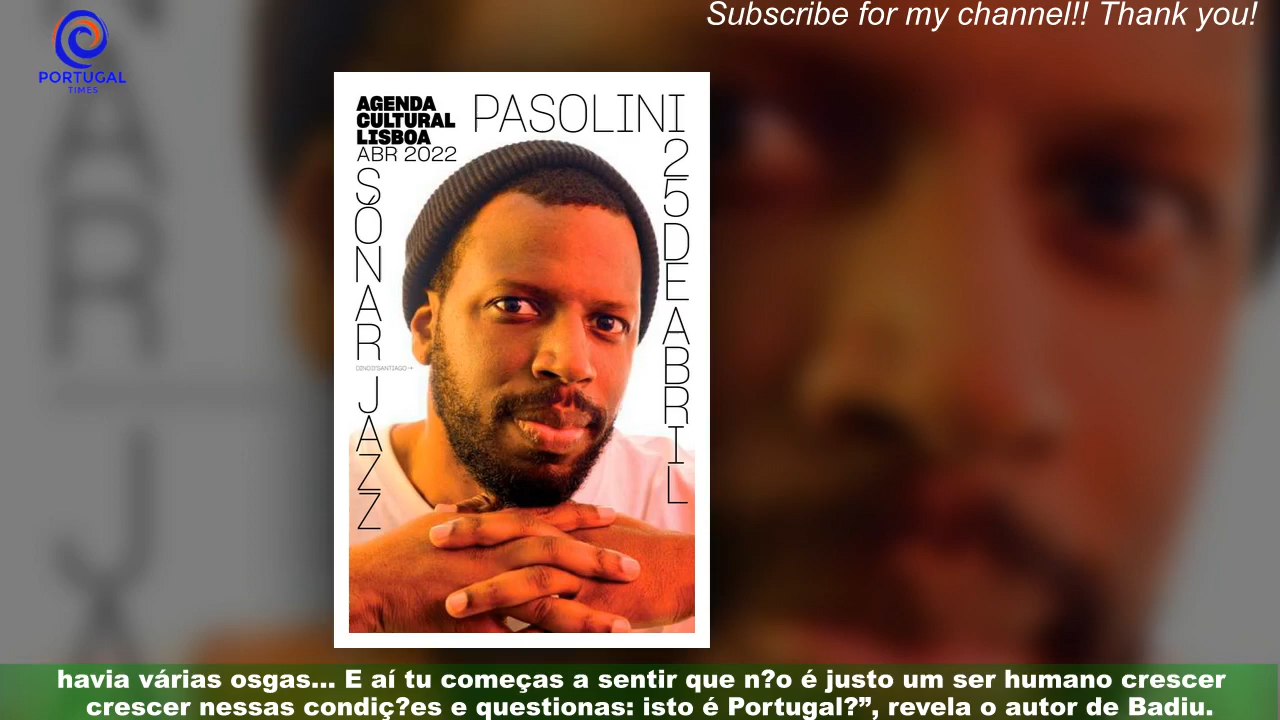 Subscribe for my channel!! Thank you!
PORTUGAL
TIMES
AGENDA
CULTURAL
LISBOA
ABR 2022
PASOLINI
25 DE ABRIL
SÓNAR
DINO D'SANTIAGO →
JAZZ
havia várias osgas... E aí tu começas a sentir que n?o é justo um ser humano crescer
crescer nessas condiç?es e questionas: isto é Portugal?”, revela o autor de Badiu.